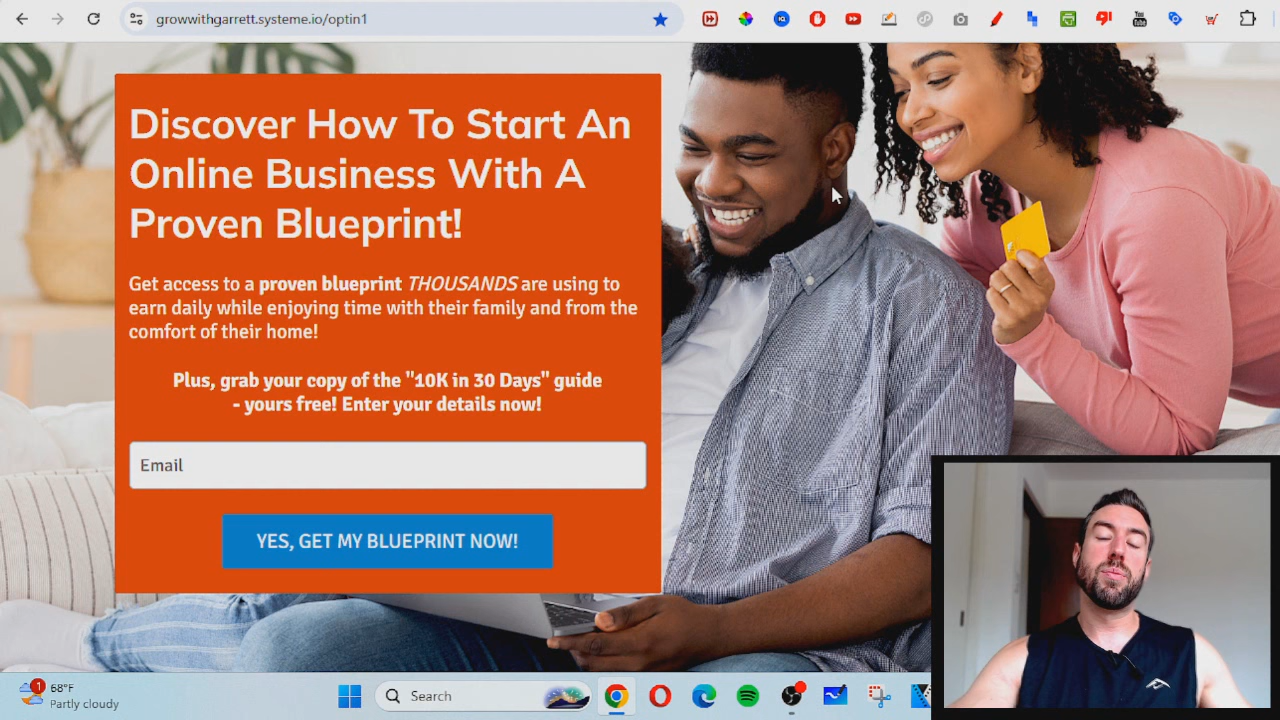 growwithgarrett.systeme.io/optin1
Discover How To Start An
Online Business With A
Proven Blueprint!
Get access to a proven blueprint THOUSANDS are using to
earn daily while enjoying time with their family and from the
comfort of their home!
Plus, grab your copy of the "10K in 30 Days" guide
- yours free! Enter your details now!
Email
YES, GET MY BLUEPRINT NOW!
1
68°F
Partly cloudy
Search